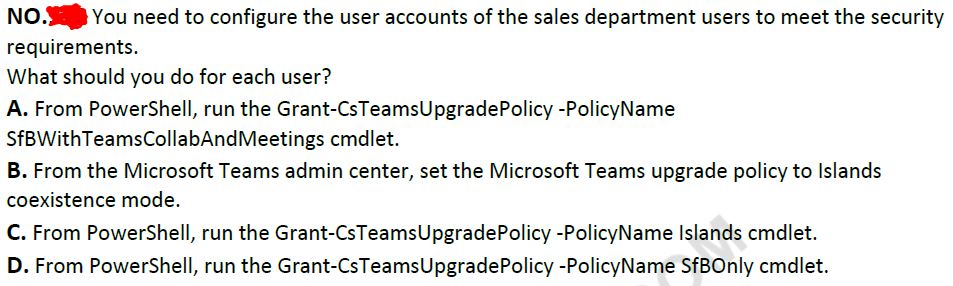 NO. You need to configure the user accounts of the sales department users to meet the security
requirements.
What should you do for each user?
A. From PowerShell, run the Grant-CsTeamsUpgradePolicy -PolicyName
SfBWithTeamsCollabAndMeetings cmdlet.
B. From the Microsoft Teams admin center, set the Microsoft Teams upgrade policy to Islands
coexistence mode.
C. From PowerShell, run the Grant-CsTeamsUpgradePolicy -PolicyName Islands cmdlet.
D. From PowerShell, run the Grant-CsTeamsUpgradePolicy -PolicyName SfBOnly cmdlet.